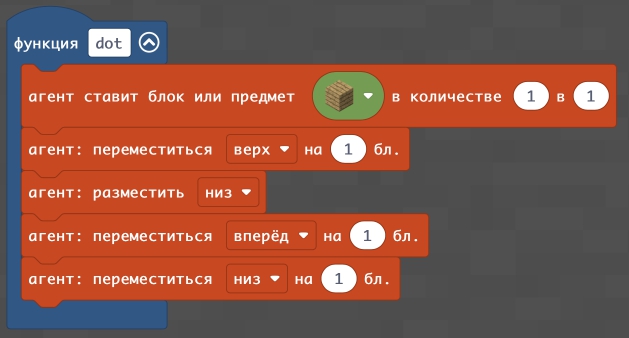 функция dot
агент ставит блок или предмет в количестве 1 в 1
агент: переместиться верх на 1 бл.
агент: разместить низ
агент: переместиться вперёд на 1 бл.
агент: переместиться низ на 1 бл.